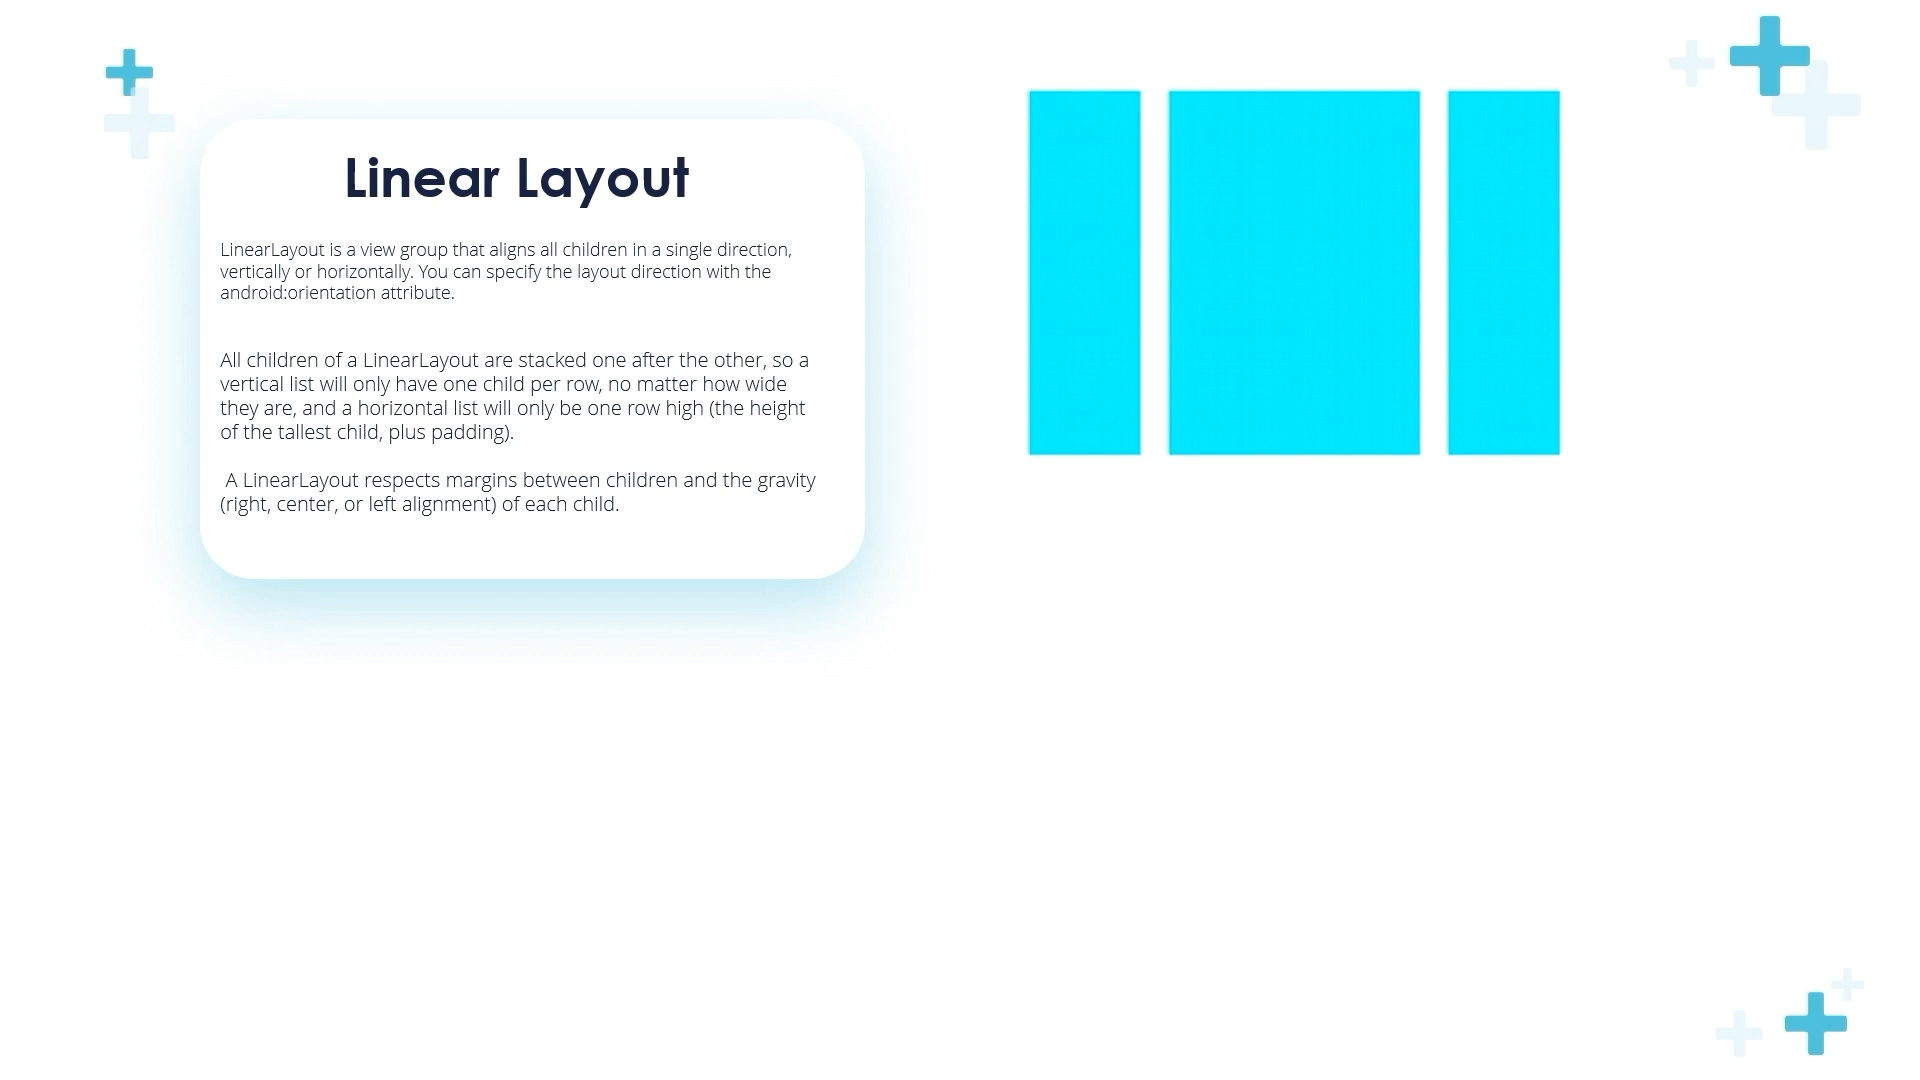 Linear Layout
LinearLayout is a view group that aligns all children in a single direction,
vertically or horizontally. You can specify the layout direction with the
android:orientation attribute.
All children of a LinearLayout are stacked one after the other, so a
vertical list will only have one child per row, no matter how wide
they are, and a horizontal list will only be one row high (the height
of the tallest child, plus padding).
A LinearLayout respects margins between children and the gravity
(right, center, or left alignment) of each child.